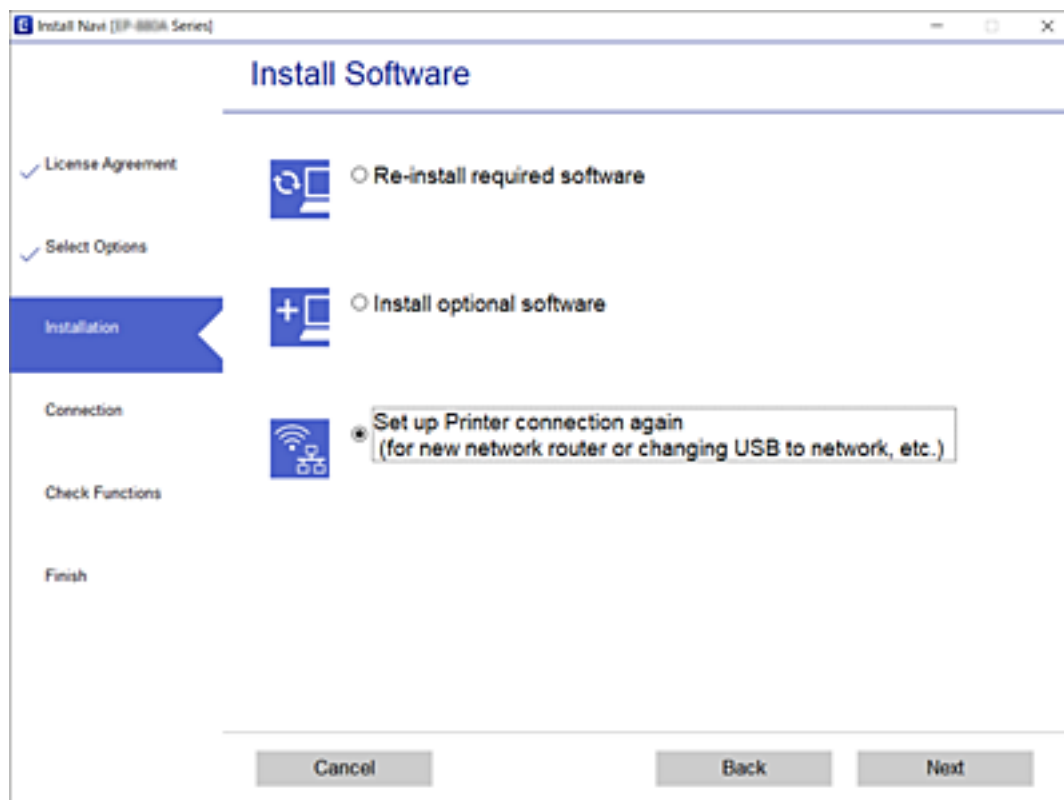 Install Navi [EP-880A Series]
Install Software
License Agreement
Select Options
Installation
Connection
Check Functions
Finish
Re-install required software
Install optional software
Set up Printer connection again
(for new network router or changing USB to network, etc.)
Cancel
Back
Next